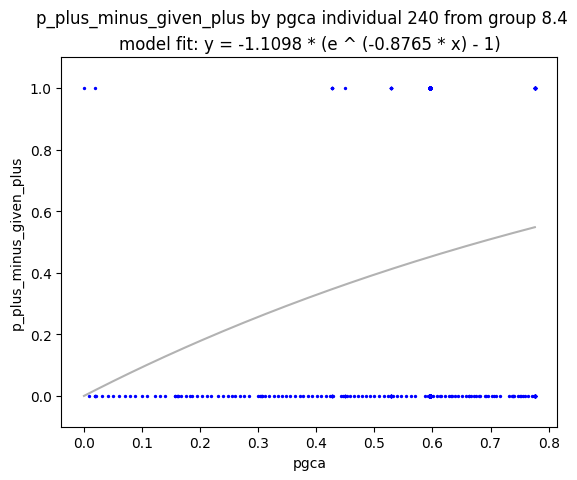 p_plus_minus_given_plus by pgca individual 240 from group 8.4
model fit: y = -1.1098 * (e ^ (-0.8765 * x) - 1)
1.0
0.8
0.6
0.4
0.2
0.0
p_plus_minus_given_plus
0.0 0.1 0.2 0.3 0.4 0.5 0.6 0.7 0.8
pgca